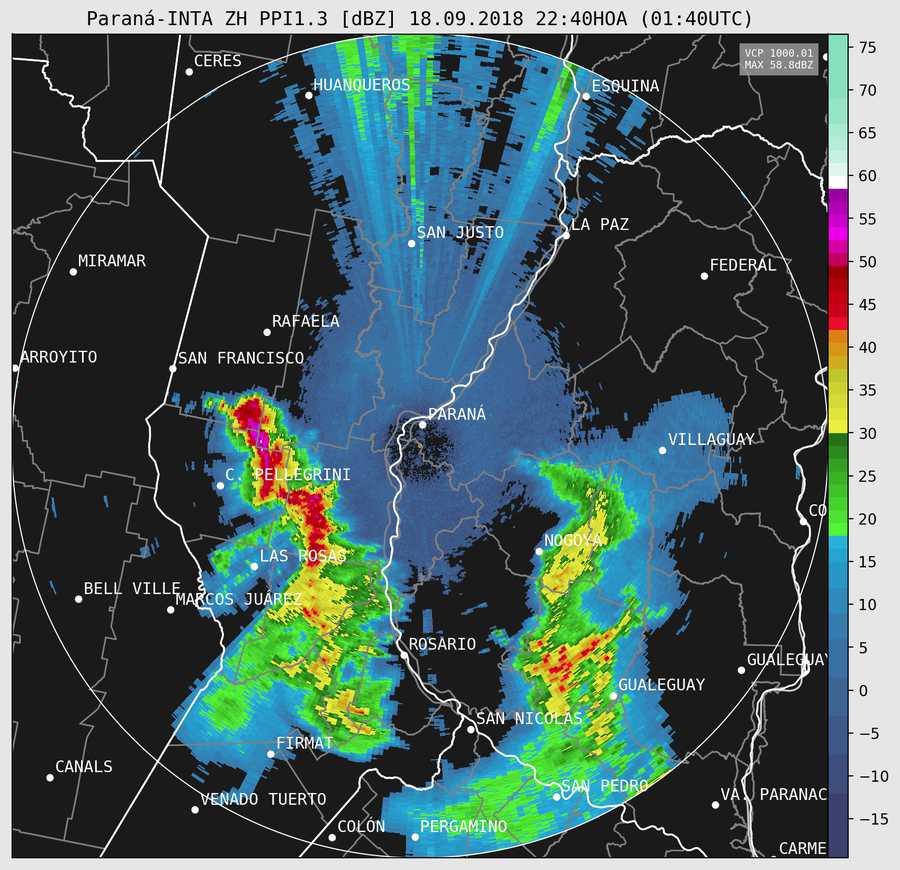 Paraná-INTA ZH PPI1.3 [dBZ] 18.09.2018 22:40HOA (01:40UTC)
VCP 1000.01
MAX 58.8dBZ
75
CERES
HUANQUEROS
ESQUINA
70
65
60
SAN JUSTO
LA PAZ
55
MIRAMAR
FEDERAL
50
45
RAFAELA
40
ARROYITO
SAN FRANCISCO
35
PARANÁ
30
VILLAGUAY
C. PELLEGRINI
25
CO
20
NOGOYÁ
LAS ROSAS
15
BELL VILLE
MARCOS JUÁREZ
10
ROSARIO
5
GUALEGUAY
GUALEGUAY
0
SAN NICOLÁS
-5
FIRMAT
CANALS
-10
SAN PEDRO
VENADO TUERTO
VA. PARANAC
-15
COLÓN
PERGAMINO
CARME